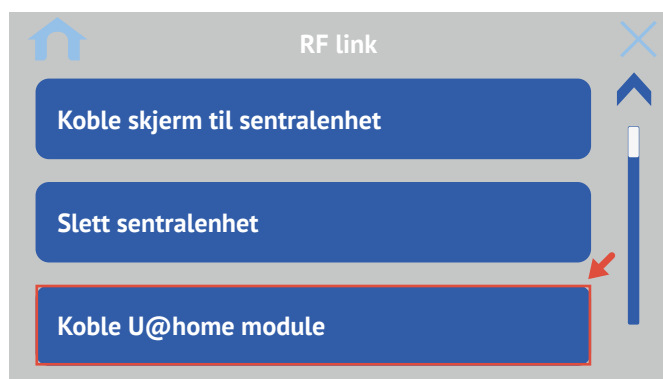 RF link
Koble skjerm til sentralenhet
Slett sentralenhet
Koble U@home module